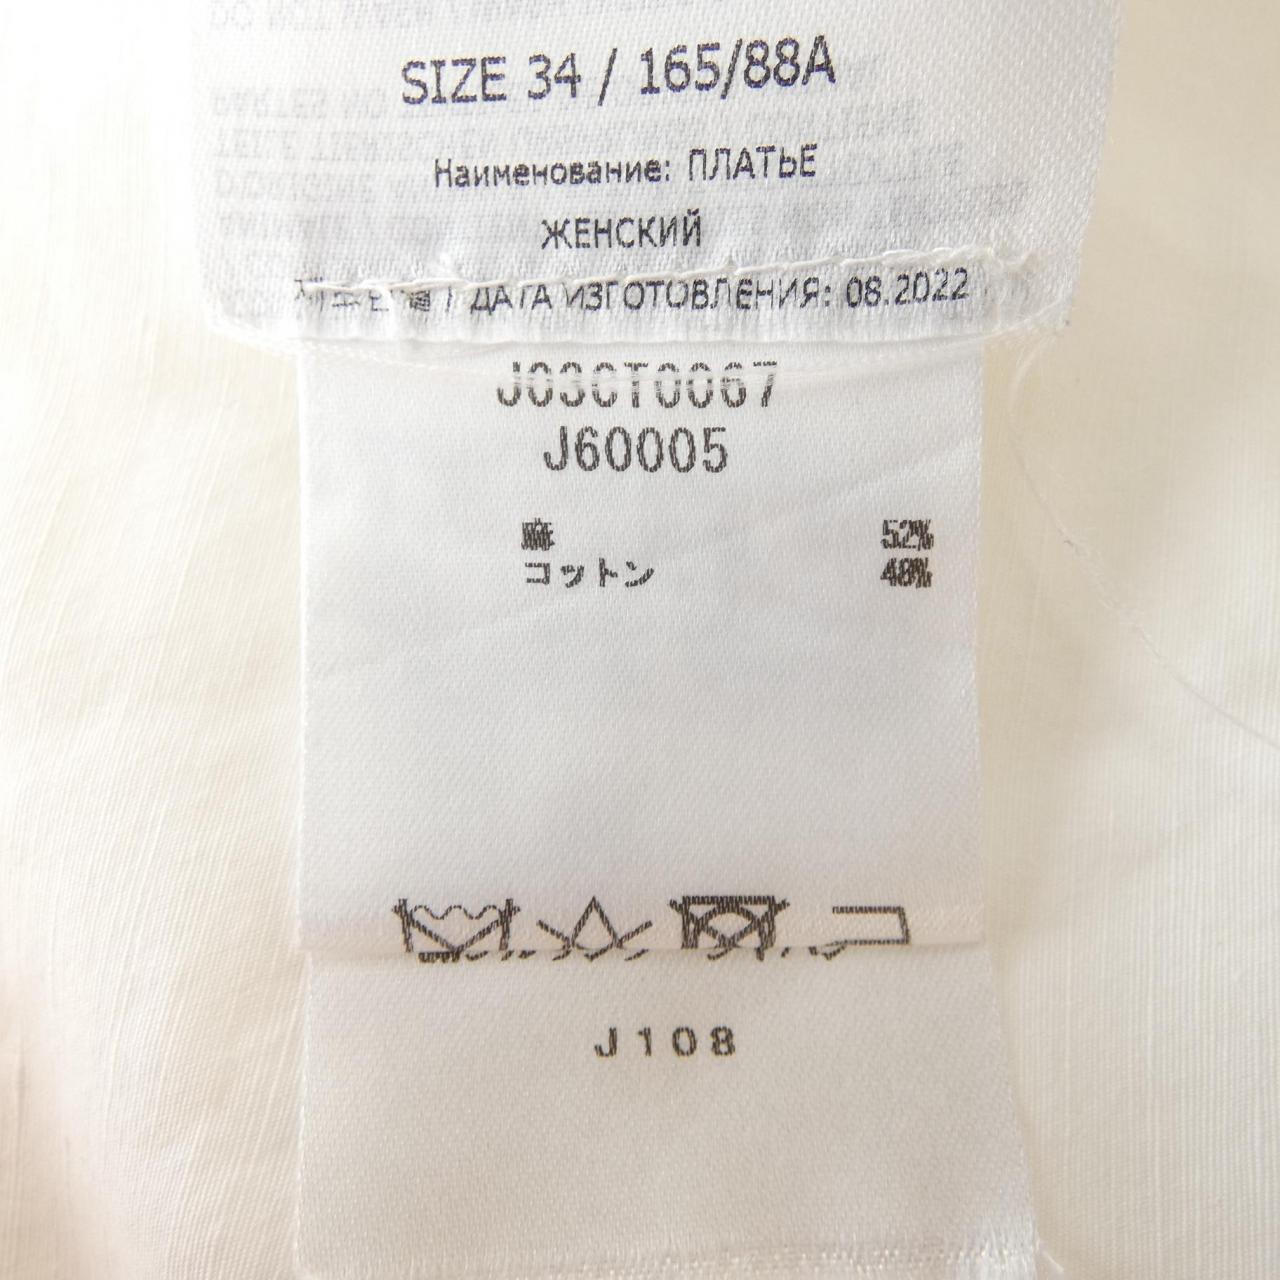 SIZE 34 / 165/88A
Наименование: ПЛАТЬЕ
ЖЕНСКИЙ
/ ДАТА ИЗГОТОВЛЕНИЯ: 08.2022
J03CT0067
J60005
麻 52%
コットン 48%
J108